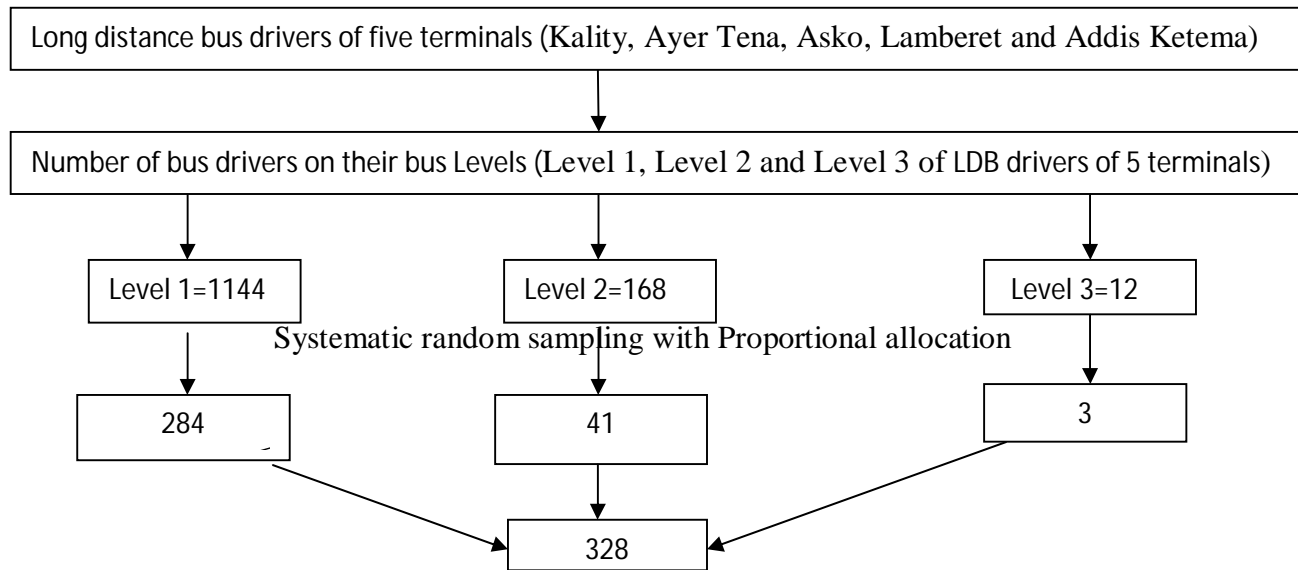 Long distance bus drivers of five terminals (Kality, Ayer Tena, Asko, Lamberet and Addis Ketema)
Number of bus drivers on their bus Levels (Level 1, Level 2 and Level 3 of LDB drivers of 5 terminals)
Level 1=1144
Level 2=168
Level 3=12
Systematic random sampling with Proportional allocation
284
41
3
328